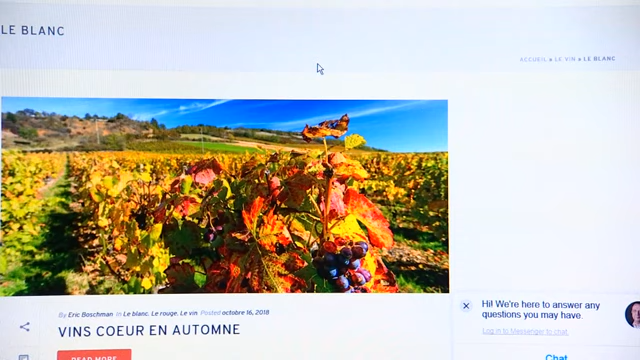 LE BLANC
ACCUEIL LE VIN LE BLANC
By Eric Boschman In Le blanc, Le rouge, Le vin, Posted octobre 16, 2018
VINS COEUR EN AUTOMNE
READ MORE
Hi! We're here to answer any
questions you may have.
Log in to Messenger to chat.
Chat